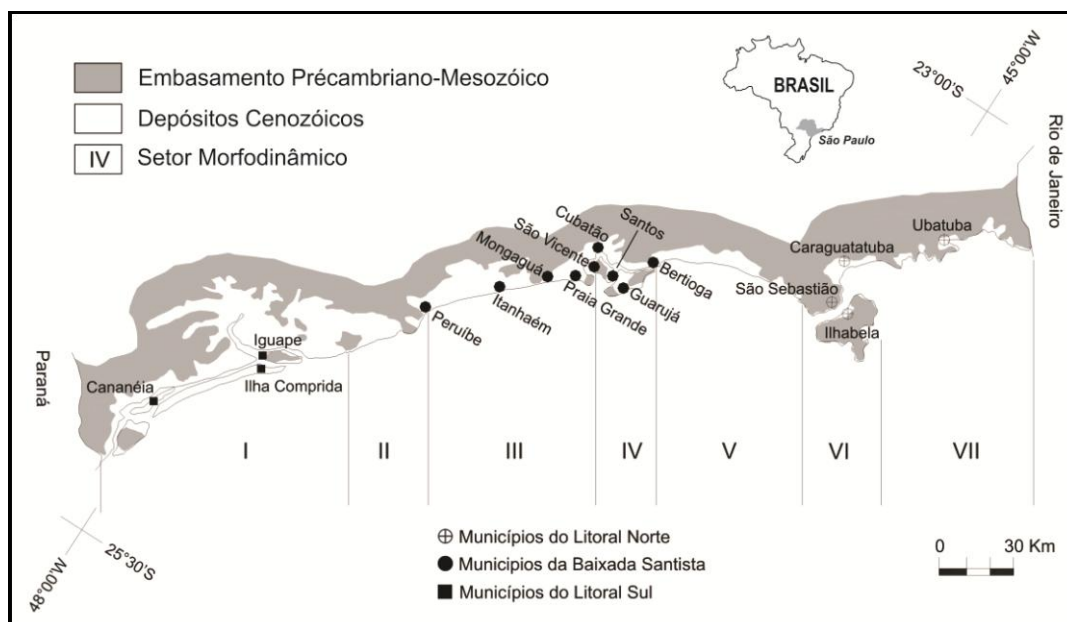 Embasamento Précambriano-Mesozóico
Depósitos Cenozóicos
IV Setor Morfodinâmico
BRASIL
São Paulo
23°00'S
45°00'W
Rio de Janeiro
Paraná
48°00'W
25°30'S
Cananéia
Iguape
Ilha Comprida
Peruíbe
Itanhaém
Mongaguá
Praia Grande
São Vicente
Cubatão
Santos
Guarujá
Bertioga
São Sebastião
Caraguatatuba
Ilhabela
Ubatuba
I II III IV V VI VII
Municípios do Litoral Norte
Municipios da Baixada Santista
Municípios do Litoral Sul
0 30 Km